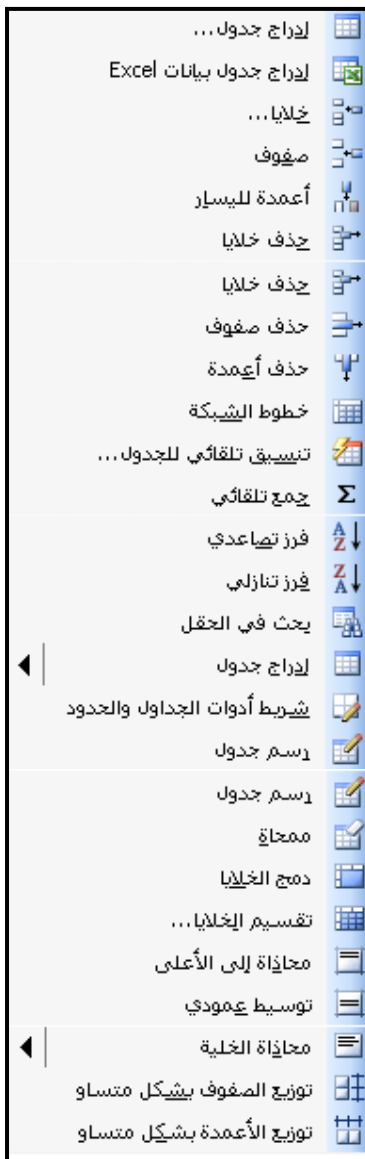 إدراج جدول...
إدراج جدول بيانات Excel
خلايا...
صفوف
أعمدة لليسار
حذف خلايا
حذف خلايا
حذف صفوف
حذف أعمدة
خطوط الشبكة
تنسيق تلقائي للجدول...
جمع تلقائي
فرز تصاعدي
فرز تنازلي
بحث في الحقل
إدراج جدول
شريط أدوات الجداول والحدود
رسم جدول
رسم جدول
ممحاة
دمج الخلايا
تقسيم الخلايا...
محاذاة إلى الأعلى
توسيط عمودي
محاذاة الخلية
توزيع الصفوف بشكل متساو
توزيع الأعمدة بشكل متساو